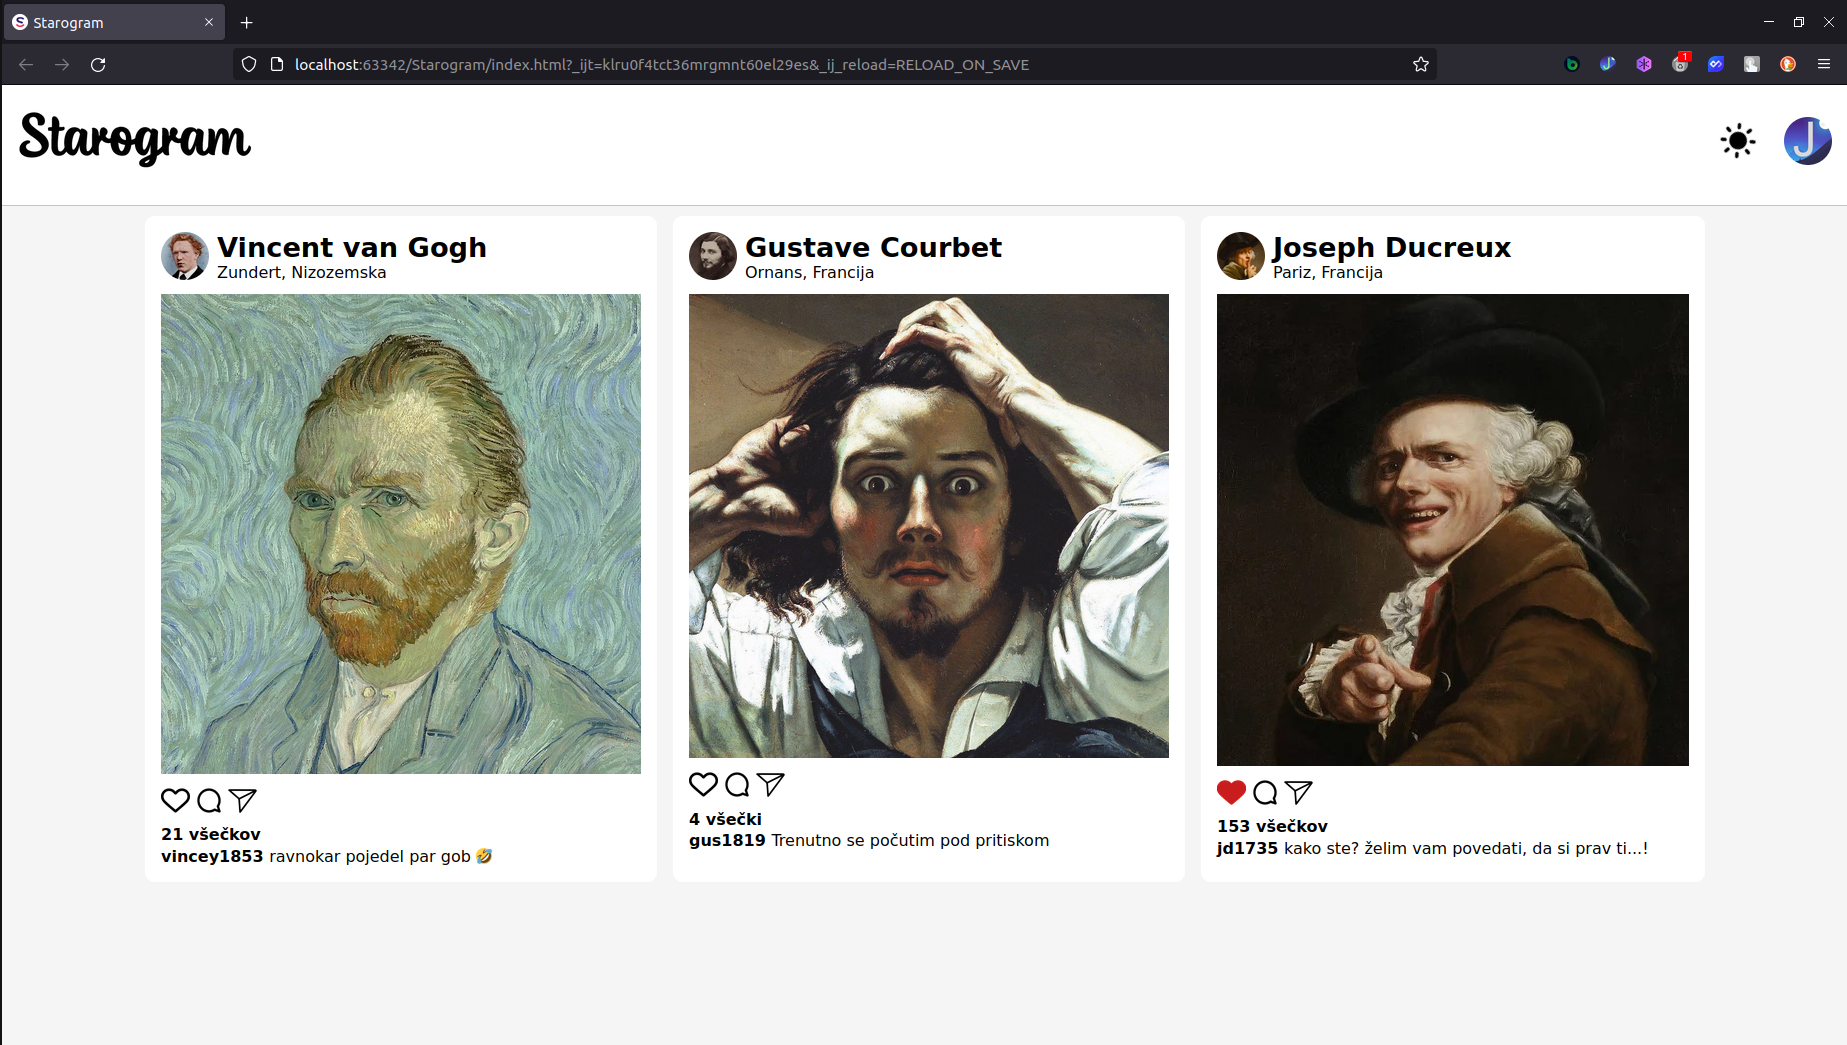 Starogram
localhost:63342/Starogram/index.html?_ijt=klru0f4tct36mrgmnt60el29es&_ij_reload=RELOAD_ON_SAVE
1
Starogram
J
Vincent van Gogh
Zundert, Nizozemska
21 všečkov
vincey1853 ravnokar pojedel par gob 🤣
Gustave Courbet
Ornans, Francija
4 všečki
gus1819 Trenutno se počutim pod pritiskom
Joseph Ducreux
Pariz, Francija
153 všečkov
jd1735 kako ste? želim vam povedati, da si prav ti...!